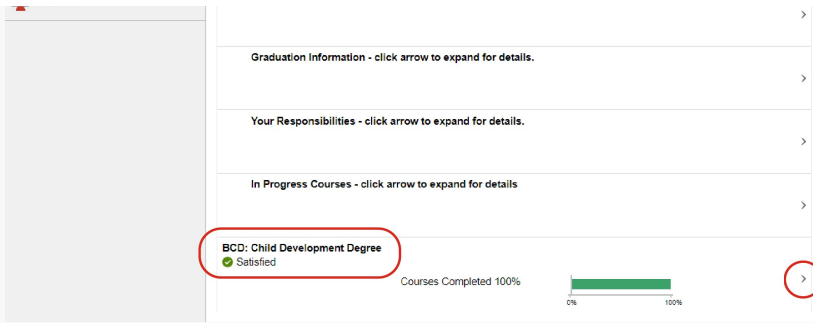 Graduation Information - click arrow to expand for details.
Your Responsibilities - click arrow to expand for details.
In Progress Courses - click arrow to expand for details
BCD: Child Development Degree
Satisfied
Courses Completed 100%
0% 100%